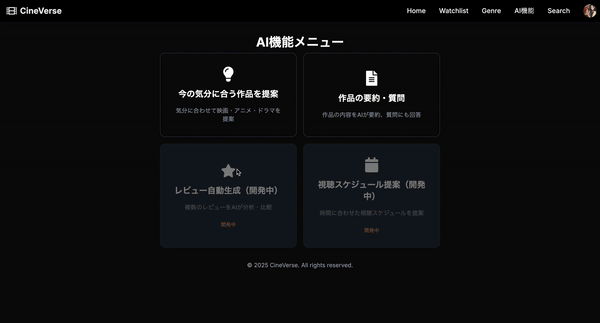 CineVerse
Home Watchlist Genre AI機能 Search
AI機能メニュー
今の気分に合う作品を提案
気分に合わせて映画・アニメ・ドラマを
提案
作品の要約・質問
作品の内容をAIが要約、質問にも回答
レビュー自動生成（開発中）
複数のレビューをAIが分析・比較
開発中
視聴スケジュール提案（開発
中）
時間に合わせた視聴スケジュールを提案
開発中
© 2025 CineVerse. All rights reserved.